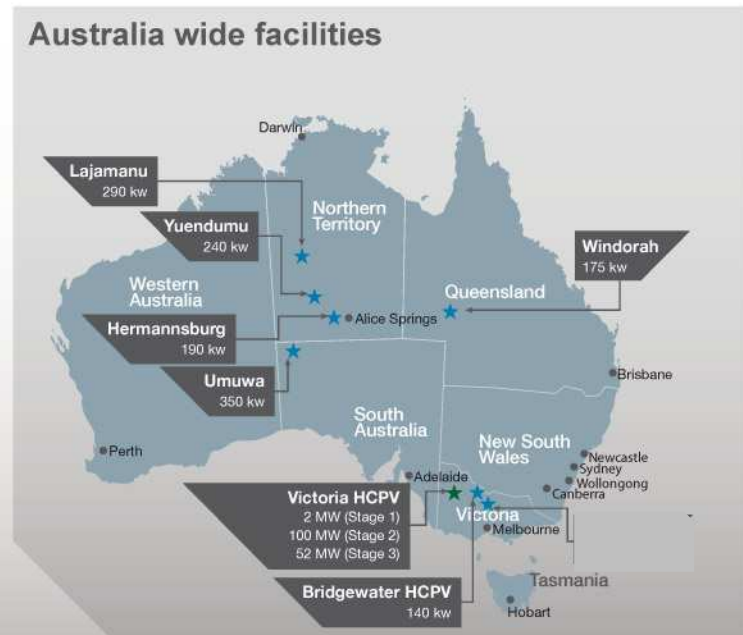 Australia wide facilities
Darwin
Lajamanu
290 kw
Northern
Territory
Yuendumu
240 kw
Windorah
175 kw
Western
Australia
Queensland
Hermannsburg
190 kw
Alice Springs
Umuwa
350 kw
Brisbane
South
Australia
New South
Wales
Perth
Newcastle
Sydney
Wollongong
Canberra
Adelaide
Victoria HCPV
2 MW (Stage 1)
100 MW (Stage 2)
52 MW (Stage 3)
Victoria
Melbourne
Bridgewater HCPV
140 kw
Tasmania
Hobart